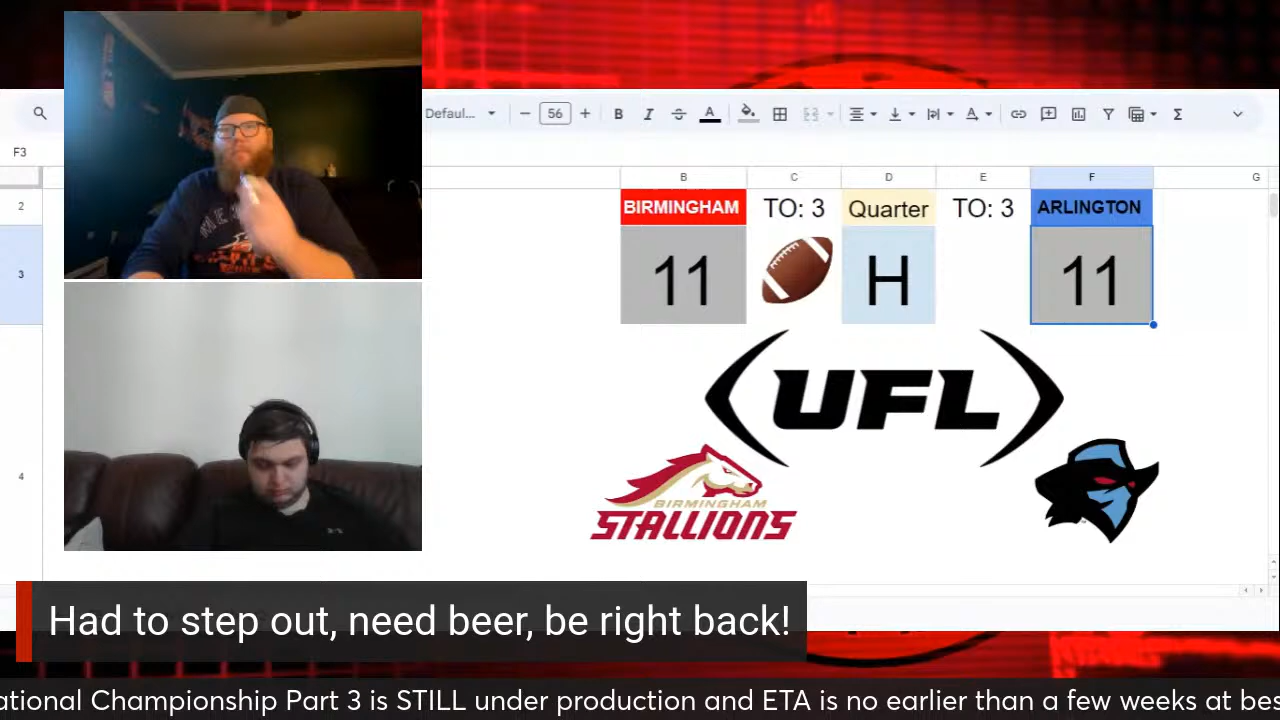 Defaul...
56
B
I
A
Σ
F3
B
C
D
E
F
G
2
BIRMINGHAM
TO: 3
Quarter
TO: 3
ARLINGTON
3
11
H
11
UFL
4
BIRMINGHAM
STALLIONS
Had to step out, need beer, be right back!
ational Championship Part 3 is STILL under production and ETA is no earlier than a few weeks at bes